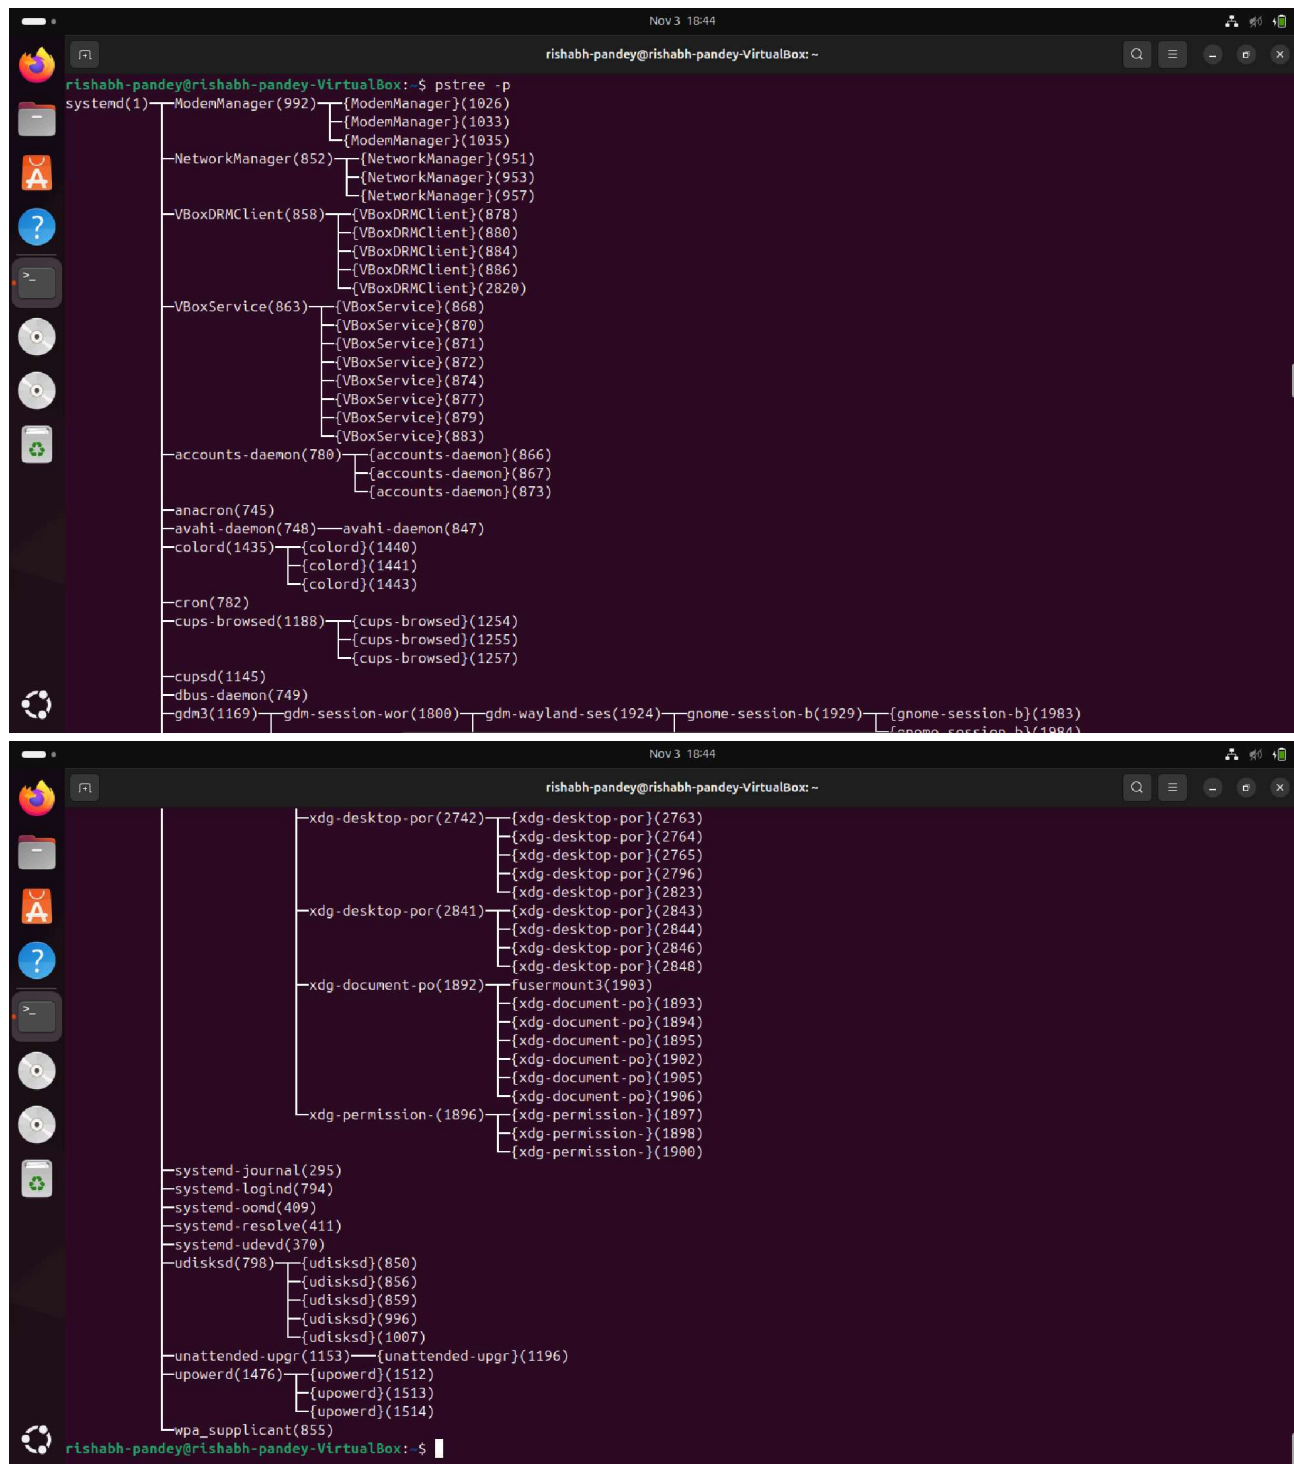 Nov 3 18:44
rishabh-pandey@rishabh-pandey-VirtualBox: ~
rishabh-pandey@rishabh-pandey-VirtualBox:~$ pstree -p
systemd(1)─┬─ModemManager(992)─┬─{ModemManager}(1026)
├─{ModemManager}(1033)
└─{ModemManager}(1035)
├─NetworkManager(852)─┬─{NetworkManager}(951)
├─{NetworkManager}(953)
└─{NetworkManager}(957)
├─VBoxDRMClient(858)─┬─{VBoxDRMClient}(878)
├─{VBoxDRMClient}(880)
├─{VBoxDRMClient}(884)
├─{VBoxDRMClient}(886)
└─{VBoxDRMClient}(2820)
├─VBoxService(863)─┬─{VBoxService}(868)
├─{VBoxService}(870)
├─{VBoxService}(871)
├─{VBoxService}(872)
├─{VBoxService}(874)
├─{VBoxService}(877)
├─{VBoxService}(879)
└─{VBoxService}(883)
├─accounts-daemon(780)─┬─{accounts-daemon}(866)
├─{accounts-daemon}(867)
└─{accounts-daemon}(873)
├─anacron(745)
├─avahi-daemon(748)───avahi-daemon(847)
├─colord(1435)─┬─{colord}(1440)
├─{colord}(1441)
└─{colord}(1443)
├─cron(782)
├─cups-browsed(1188)─┬─{cups-browsed}(1254)
├─{cups-browsed}(1255)
└─{cups-browsed}(1257)
├─cupsd(1145)
├─dbus-daemon(749)
├─gdm3(1169)─┬─gdm-session-wor(1800)─┬─gdm-wayland-ses(1924)─┬─gnome-session-b(1929)─┬─{gnome-session-b}(1983)
├─{gnome-session-b}(1984)
Nov 3 18:44
rishabh-pandey@rishabh-pandey-VirtualBox: ~
├─xdg-desktop-por(2742)─┬─{xdg-desktop-por}(2763)
├─{xdg-desktop-por}(2764)
├─{xdg-desktop-por}(2765)
├─{xdg-desktop-por}(2796)
└─{xdg-desktop-por}(2823)
├─xdg-desktop-por(2841)─┬─{xdg-desktop-por}(2843)
├─{xdg-desktop-por}(2844)
├─{xdg-desktop-por}(2846)
└─{xdg-desktop-por}(2848)
├─xdg-document-po(1892)─┬─fusermount3(1903)
├─{xdg-document-po}(1893)
├─{xdg-document-po}(1894)
├─{xdg-document-po}(1895)
├─{xdg-document-po}(1902)
├─{xdg-document-po}(1905)
└─{xdg-document-po}(1906)
└─xdg-permission-(1896)─┬─{xdg-permission-}(1897)
├─{xdg-permission-}(1898)
└─{xdg-permission-}(1900)
├─systemd-journal(295)
├─systemd-logind(794)
├─systemd-oomd(409)
├─systemd-resolve(411)
├─systemd-udevd(370)
├─udisksd(798)─┬─{udisksd}(850)
├─{udisksd}(856)
├─{udisksd}(859)
├─{udisksd}(996)
└─{udisksd}(1007)
├─unattended-upgr(1153)───{unattended-upgr}(1196)
├─upowerd(1476)─┬─{upowerd}(1512)
├─{upowerd}(1513)
└─{upowerd}(1514)
└─wpa_supplicant(855)
rishabh-pandey@rishabh-pandey-VirtualBox:~$